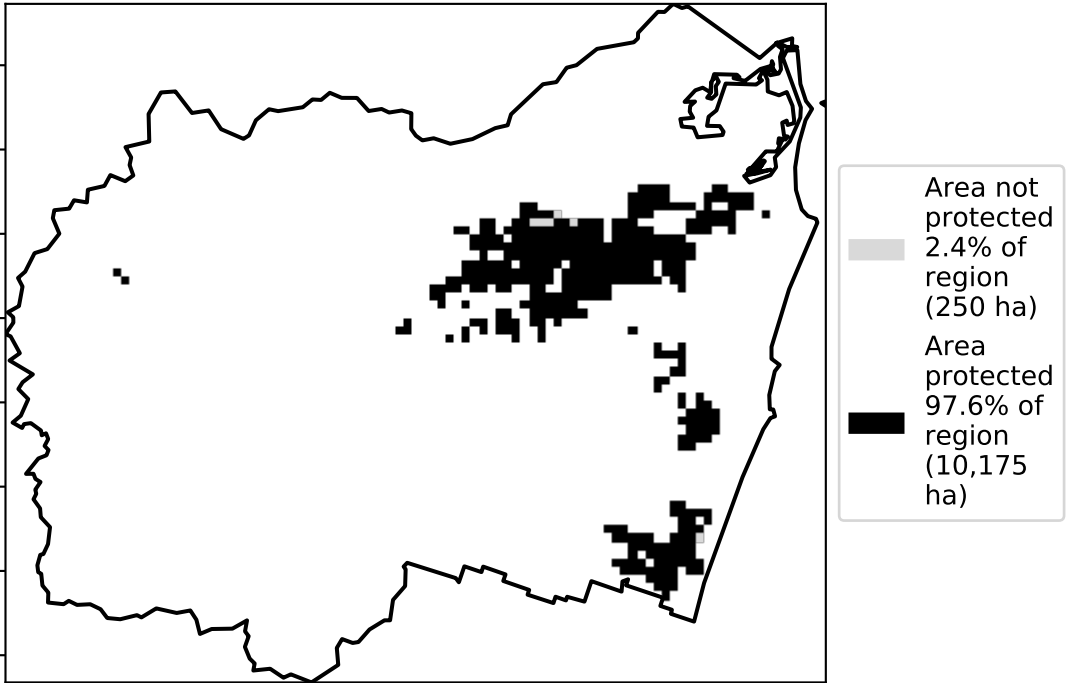 Area not
protected
2.4% of
region
(250 ha)
Area
protected
97.6% of
region
(10,175
ha)